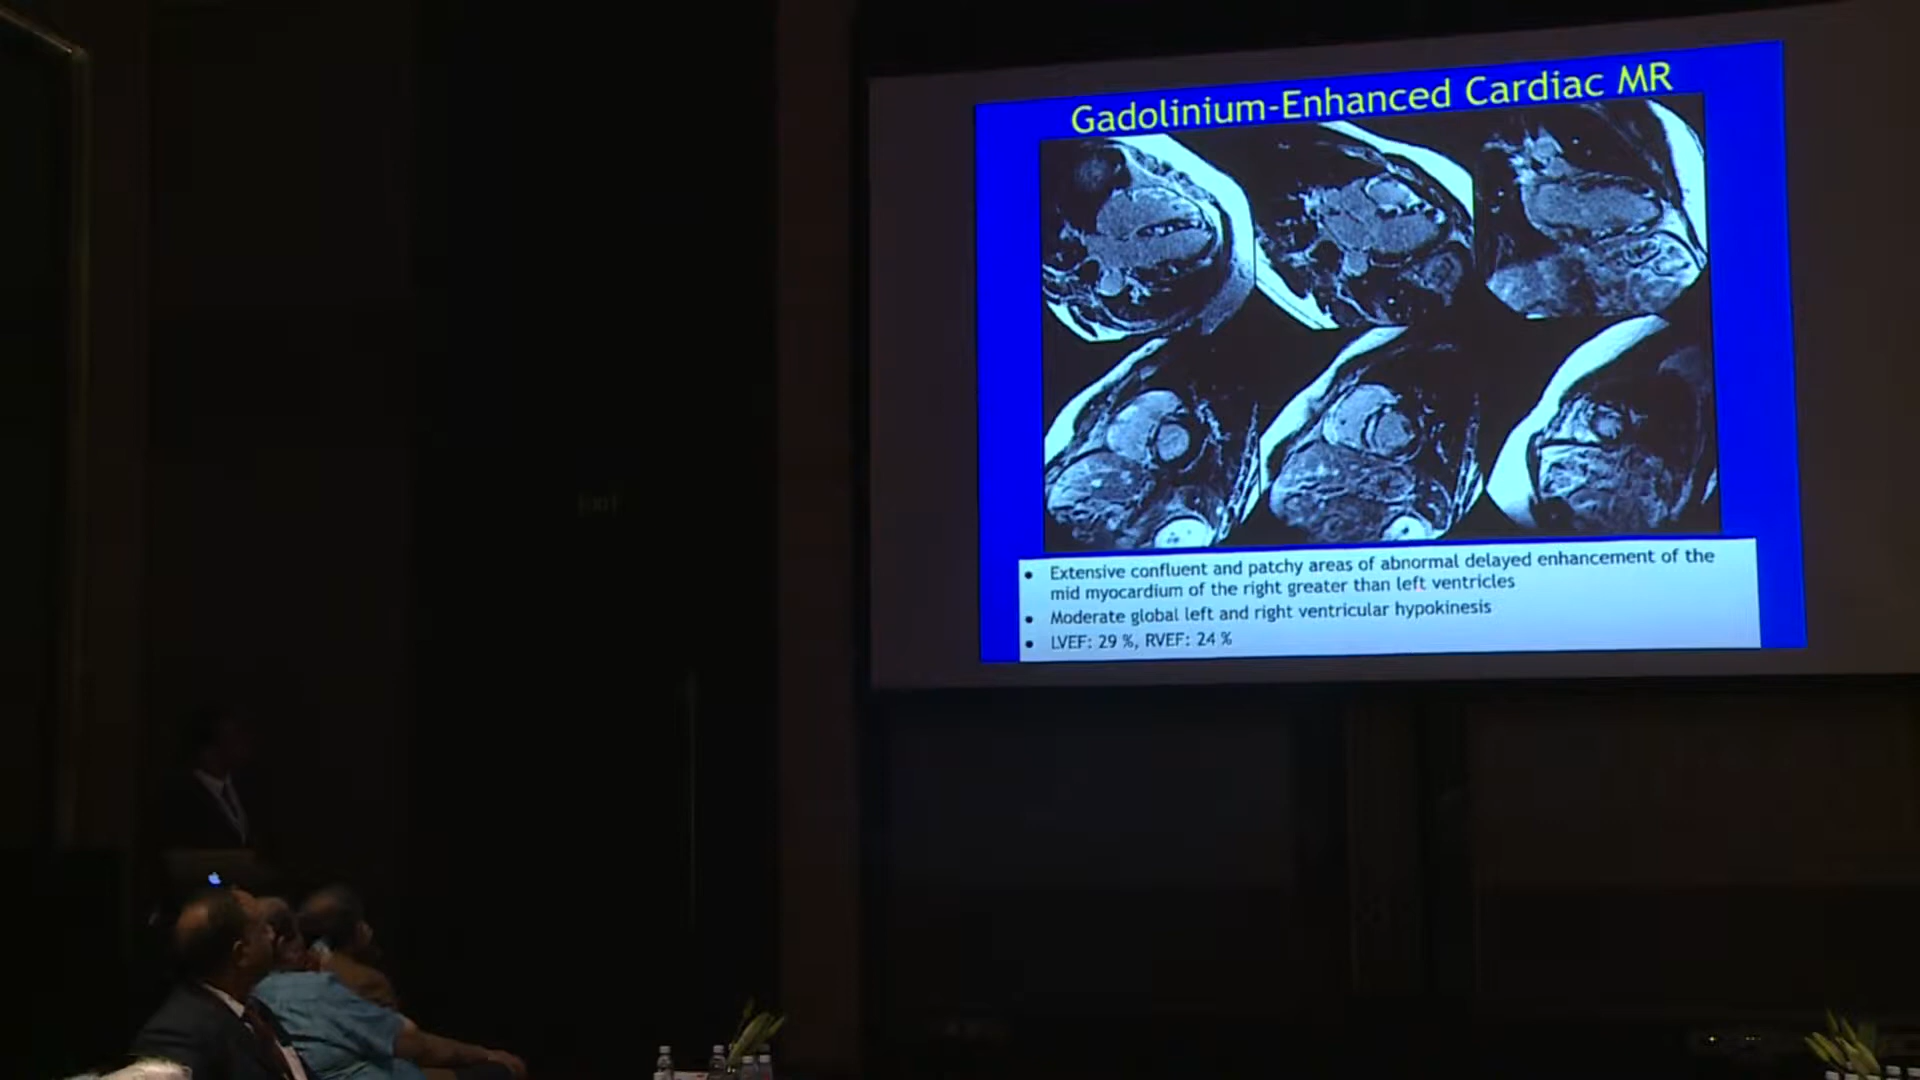 Gadolinium-Enhanced Cardiac MR
• Extensive confluent and patchy areas of abnormal delayed enhancement of the
mid myocardium of the right greater than left ventricles
• Moderate global left and right ventricular hypokinesis
• LVEF: 29 %, RVEF: 24 %
EXIT